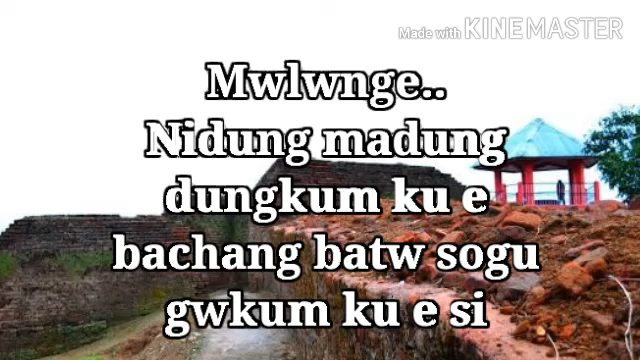 Made with KINEMASTER
Mwlwnge..
Nidung madung
dungkum ku e
bachang batw sogu
gwkum ku e si